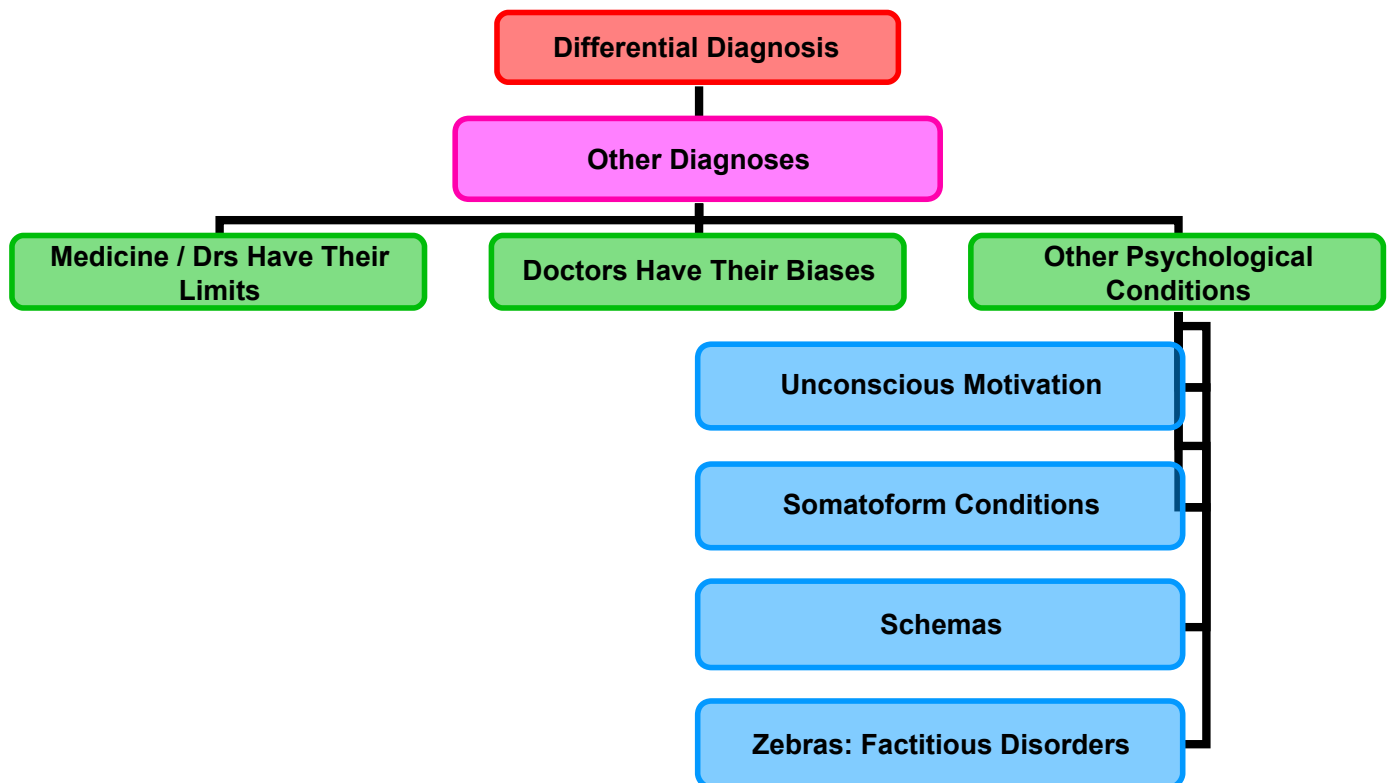 Differential Diagnosis
Other Diagnoses
Medicine / Drs Have Their
Limits
Doctors Have Their Biases
Other Psychological
Conditions
Unconscious Motivation
Somatoform Conditions
Schemas
Zebras: Factitious Disorders